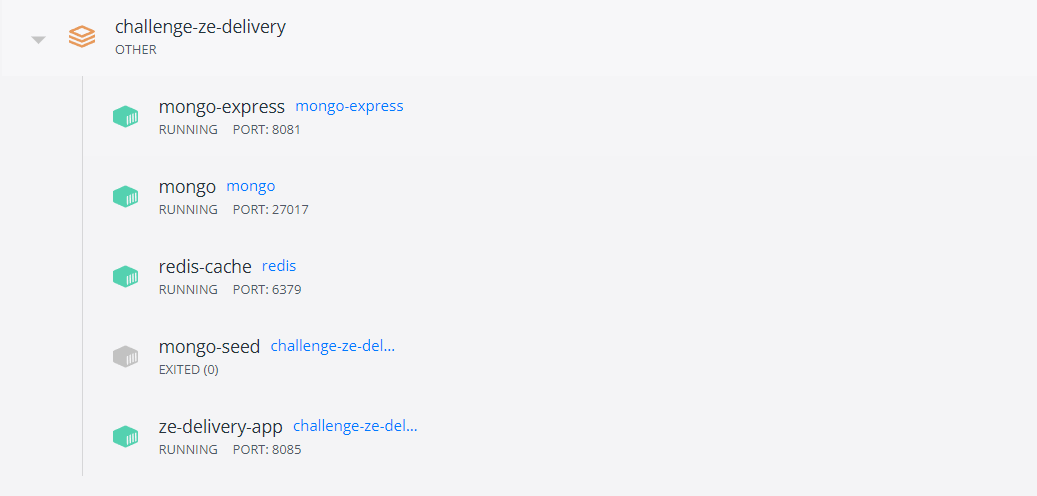 challenge-ze-delivery
OTHER
mongo-express mongo-express
RUNNING PORT: 8081
mongo mongo
RUNNING PORT: 27017
redis-cache redis
RUNNING PORT: 6379
mongo-seed challenge-ze-del...
EXITED (0)
ze-delivery-app challenge-ze-del...
RUNNING PORT: 8085